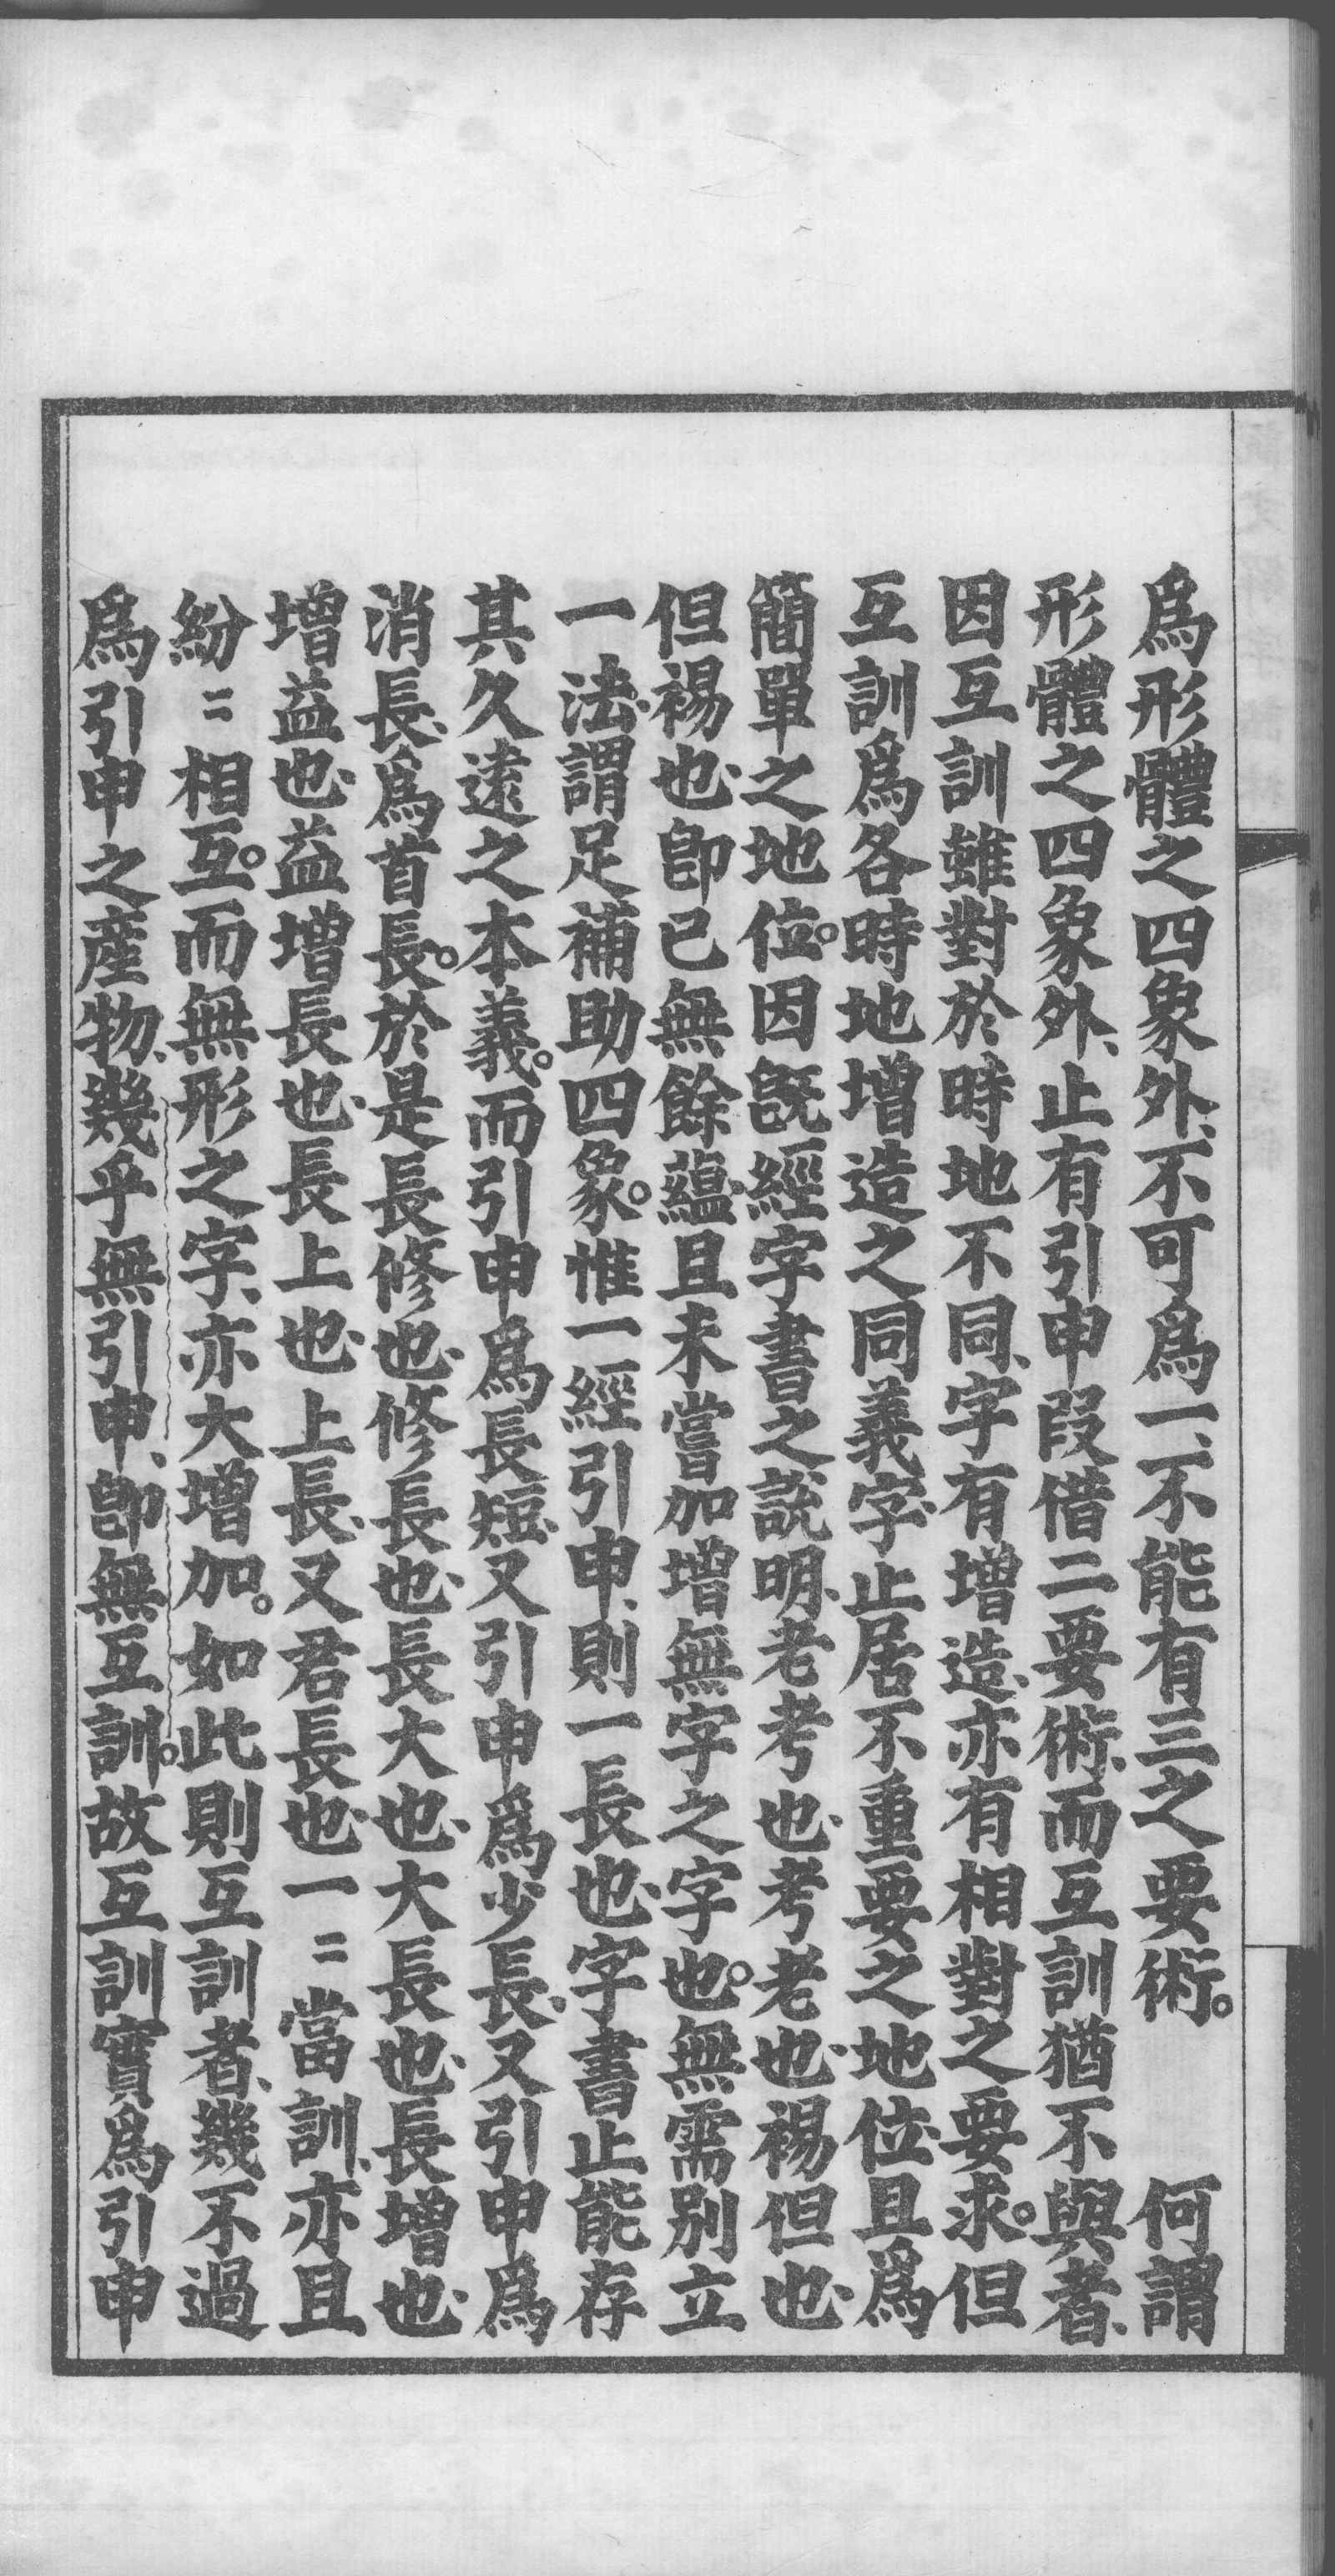 爲形體之四象外、不可爲一、不能有三之要術。　何謂
形體之四象外、止有引申叚借二要術、而互訓猶不與者、
因互訓雖對於時地不同、字有增造、亦有相對之要求。但
互訓爲各時地增造之同義字、止居不重要之地位、且爲
簡單之地位。因旣經字書之說明、老考也、考老也、裼但也、
但裼也、卽已無餘蘊、且未嘗加增無字之字也。無需別立
一法、謂足補助四象。惟一經引申、則一長也、字書止能存
其久遠之本義。而引申爲長短、又引申爲少長、又引申爲
消長、爲首長。於是長修也、修長也、長大也、大長也、長增也、
增益也、益增長也、長上也、上長、又君長也、一〻當訓、亦且
紛〻相互。而無形之字、亦大增加。如此則互訓者、幾不過
爲引申之產物、幾乎無引申、卽無互訓。故互訓實爲引申